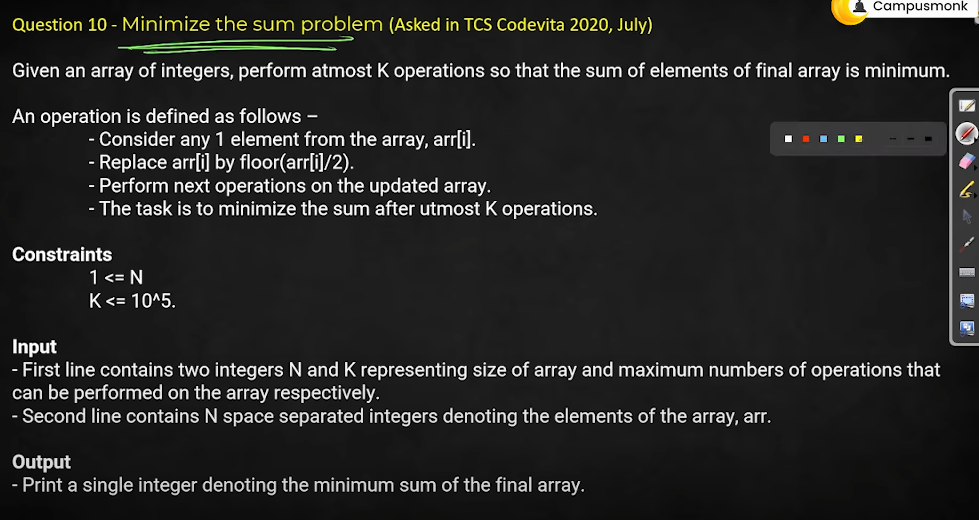 Campusmonk
Question 10 - Minimize the sum problem (Asked in TCS Codevita 2020, July)
Given an array of integers, perform atmost K operations so that the sum of elements of final array is minimum.
An operation is defined as follows –
- Consider any 1 element from the array, arr[i].
- Replace arr[i] by floor(arr[i]/2).
- Perform next operations on the updated array.
- The task is to minimize the sum after utmost K operations.
Constraints
1 <= N
K <= 10^5.
Input
- First line contains two integers N and K representing size of array and maximum numbers of operations that
can be performed on the array respectively.
- Second line contains N space separated integers denoting the elements of the array, arr.
Output
- Print a single integer denoting the minimum sum of the final array.